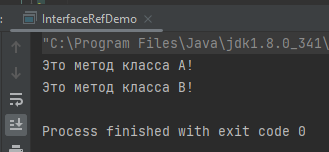 InterfaceRefDemo
"C:\Program Files\Java\jdk1.8.0_341\
Это метод класса A!
Это метод класса B!
Process finished with exit code 0